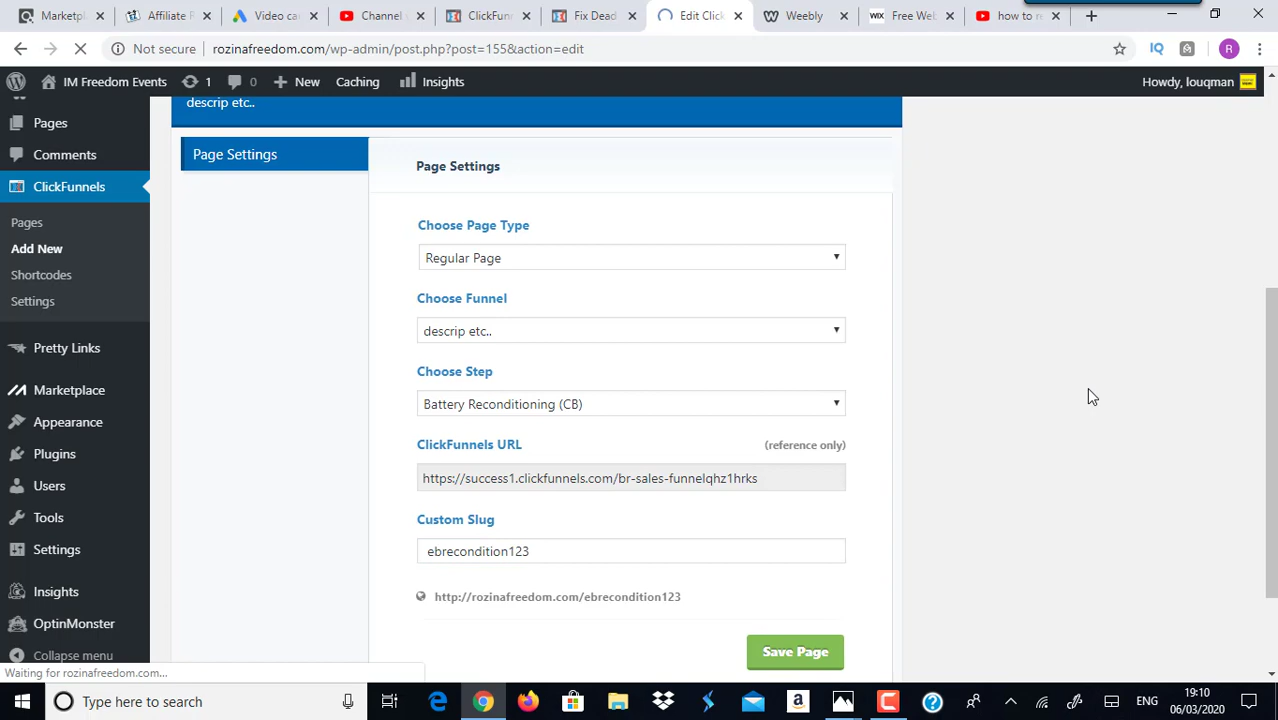 Marketpl
Affiliate P
Video ca
Channel
ClickFun
Fix Dead
Edit Click
Weebly
Free Web
how to re
Not secure
rozinafreedom.com/wp-admin/post.php?post=155&action=edit
IQ
R
IM Freedom Events
1
0
New
Caching
Insights
Howdy, louqman
descrip etc..
Pages
Comments
ClickFunnels
Pages
Add New
Shortcodes
Settings
Pretty Links
Marketplace
Appearance
Plugins
Users
Tools
Settings
Insights
OptinMonster
Collapse menu
Page Settings
Page Settings
Choose Page Type
Regular Page
Choose Funnel
descrip etc..
Choose Step
Battery Reconditioning (CB)
ClickFunnels URL
(reference only)
https://success1.clickfunnels.com/br-sales-funnelqhz1hrks
Custom Slug
ebrecondition123
http://rozinafreedom.com/ebrecondition123
Save Page
Waiting for rozinafreedom.com...
Type here to search
ENG
19:10
06/03/2020